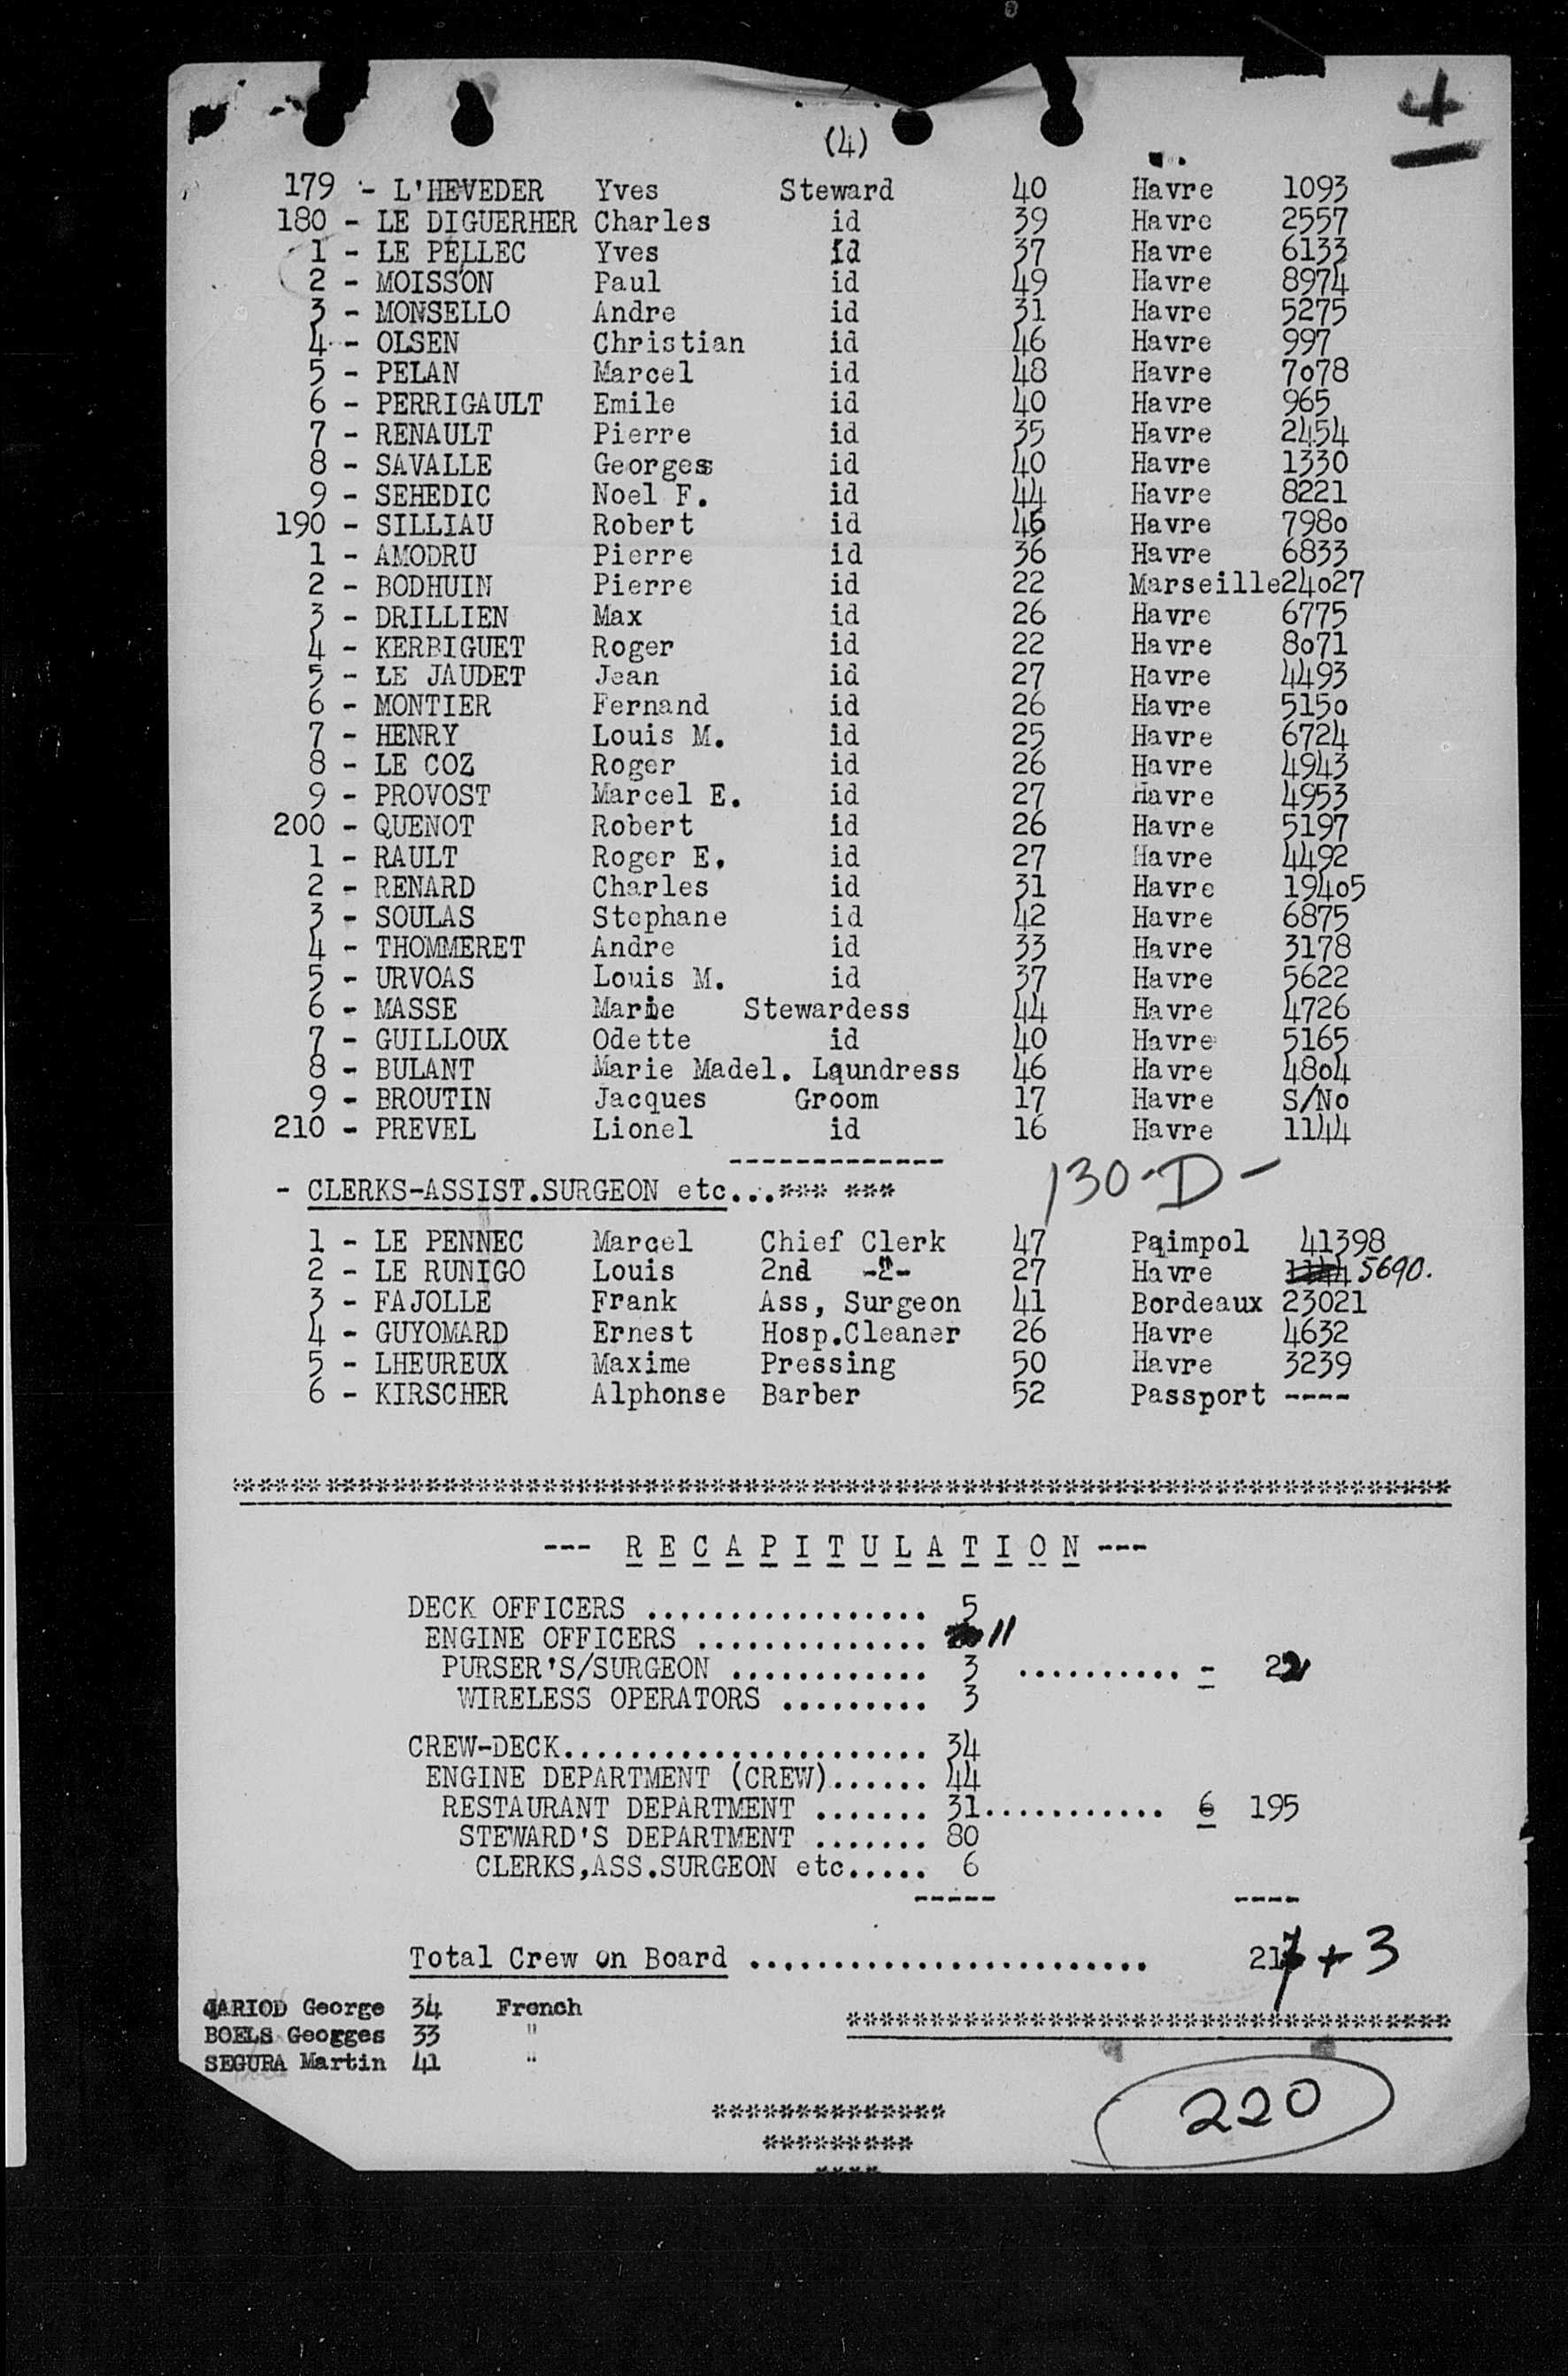 4
(4)
179 - L'HEVEDER Yves Steward 40 Havre 1093
180 - LE DIGUERHER Charles id 39 Havre 2557
1 - LE PELLEC Yves id 37 Havre 6133
2 - MOISSON Paul id 49 Havre 8974
3 - MONSELLO Andre id 31 Havre 5275
4 - OLSEN Christian id 46 Havre 997
5 - PELAN Marcel id 48 Havre 7078
6 - PERRIGAULT Emile id 40 Havre 965
7 - RENAULT Pierre id 35 Havre 2454
8 - SAVALLE Georges id 40 Havre 1330
9 - SEHEDIC Noel F. id 44 Havre 8221
190 - SILLIAU Robert id Havre 7980
1 - AMODRU Pierre id 36 Havre 6833
2 - BODHUIN Pierre id 22 Marseille 24027
3 - DRILLIEN Max id 26 Havre 6775
4 - KERRIGUET Roger id 22 Havre 8071
5 - LE JAUDET Jean id 27 Havre 4493
6 - MONTIER Fernand id 26 Havre 5150
7 - HENRY Louis M. id 25 Havre 6724
8 - LE COZ Roger id 26 Havre 4943
9 - PROVOST Marcel E. id 27 Havre 4953
200 - QUENOT Robert id 26 Havre 5197
1 - RAULT Roger E. id 27 Havre 4492
2 - RENARD Charles id 31 Havre 19405
3 - SOULAS Stephane id 42 Havre 6875
4 - THOMMERET Andre id 33 Havre 3178
5 - URVOAS Louis M. id 37 Havre 5622
6 - MASSE Marie Stewardess 44 Havre 4726
7 - GUILLOUX Odette id 40 Havre 5165
8 - BULANT Marie Madel. Laundress 46 Havre 4804
9 - BROUTIN Jacques Groom 17 Havre S/No
210 - PREVEL Lionel id 16 Havre 1144
-------------
130-D-
- CLERKS-ASSIST.SURGEON etc...*** ***
1 - LE PENNEC Marcel Chief Clerk 47 Paimpol 41398
2 - LE RUNIGO Louis 2nd -"- 27 Havre 1144 5690.
3 - FAJOLLE Frank Ass, Surgeon 41 Bordeaux 23021
4 - GUYOMARD Ernest Hosp.Cleaner 26 Havre 4632
5 - LHEUREUX Maxime Pressing 50 Havre 3239
6 - KIRSCHER Alphonse Barber 52 Passport ----
--- RECAPITULATION ---
DECK OFFICERS ................. 5
ENGINE OFFICERS .............. 11
PURSER'S/SURGEON ............ 3 .......... - 22
WIRELESS OPERATORS ......... 3
CREW-DECK...................... 34
ENGINE DEPARTMENT (CREW)...... 44
RESTAURANT DEPARTMENT ....... 31........... 6 195
STEWARD'S DEPARTMENT ....... 80
CLERKS,ASS.SURGEON etc..... 6
----- ----
Total Crew on Board ........................ 217 + 3
JARIOD George 34 French
BOELS Georges 33 "
SEGURA Martin 41 "
220
**************
*********
****